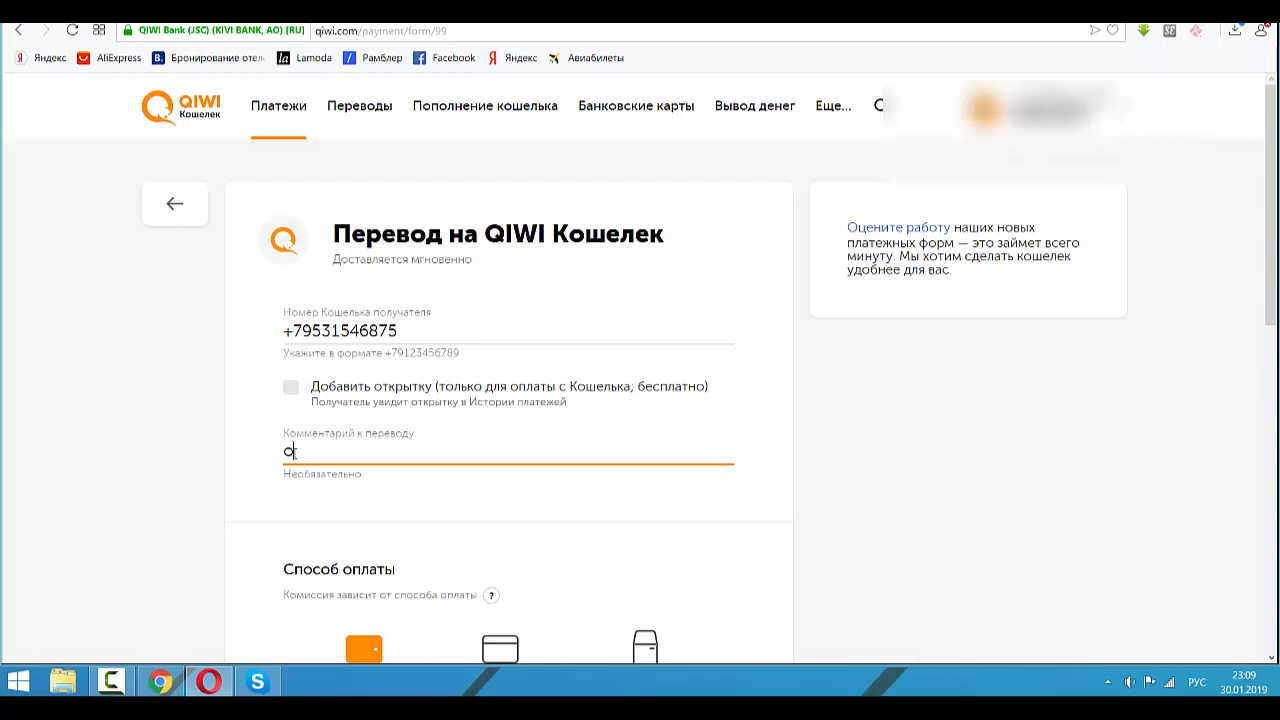 QIWI Bank (JSC) (KIVI BANK, AO) [RU] qiwi.com/payment/form/99
Яндекс AliExpress Бронирование отел Lamoda Рамблер Facebook Яндекс Авиабилеты
QIWI Кошелек Платежи Переводы Пополнение кошелька Банковские карты Вывод денег Еще...
Перевод на QIWI Кошелек
Доставляется мгновенно
Номер Кошелька получателя
+79531546875
Укажите в формате +79123456789
Добавить открытку (только для оплаты с Кошелька; бесплатно)
Получатель увидит открытку в Истории платежей
Комментарий к переводу
о
Необязательно
Способ оплаты
Комиссия зависит от способа оплаты ?
Оцените работу наших новых
платежных форм — это займет всего
минуту. Мы хотим сделать кошелек
удобнее для вас.
РУС
23:09
30.01.2019